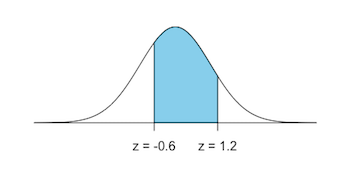 z = -0.6 z = 1.2